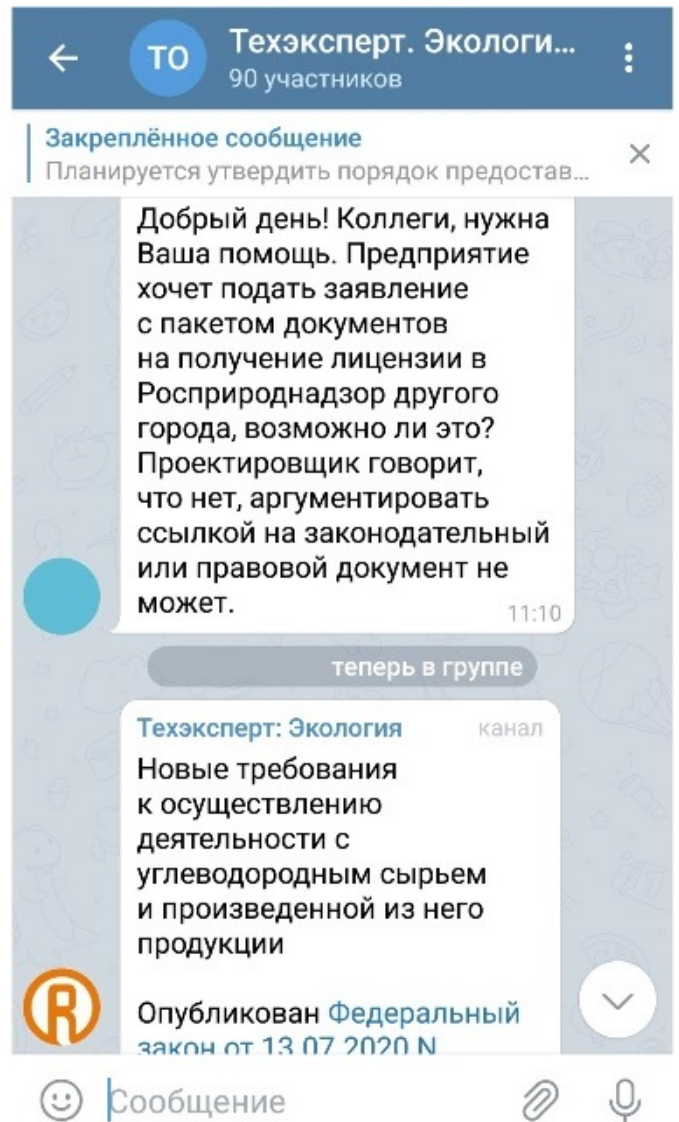 ТО
Техэксперт. Экологи...
90 участников
Закреплённое сообщение
Планируется утвердить порядок предостав...
Добрый день! Коллеги, нужна
Ваша помощь. Предприятие
хочет подать заявление
с пакетом документов
на получение лицензии в
Росприроднадзор другого
города, возможно ли это?
Проектировщик говорит,
что нет, аргументировать
ссылкой на законодательный
или правовой документ не
может.
11:10
теперь в группе
Техэксперт: Экология канал
Новые требования
к осуществлению
деятельности с
углеводородным сырьем
и произведенной из него
продукции
Опубликован Федеральный
закон от 13.07.2020 N
Сообщение